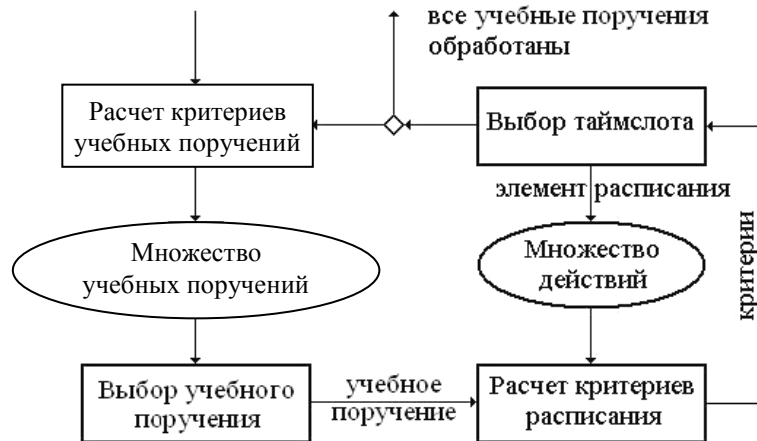 все учебные поручения
обработаны
Расчет критериев
учебных поручений
Выбор таймслота
элемент расписания
Множество
учебных поручений
Множество
действий
критерии
Выбор учебного
поручения
учебное
поручение
Расчет критериев
расписания